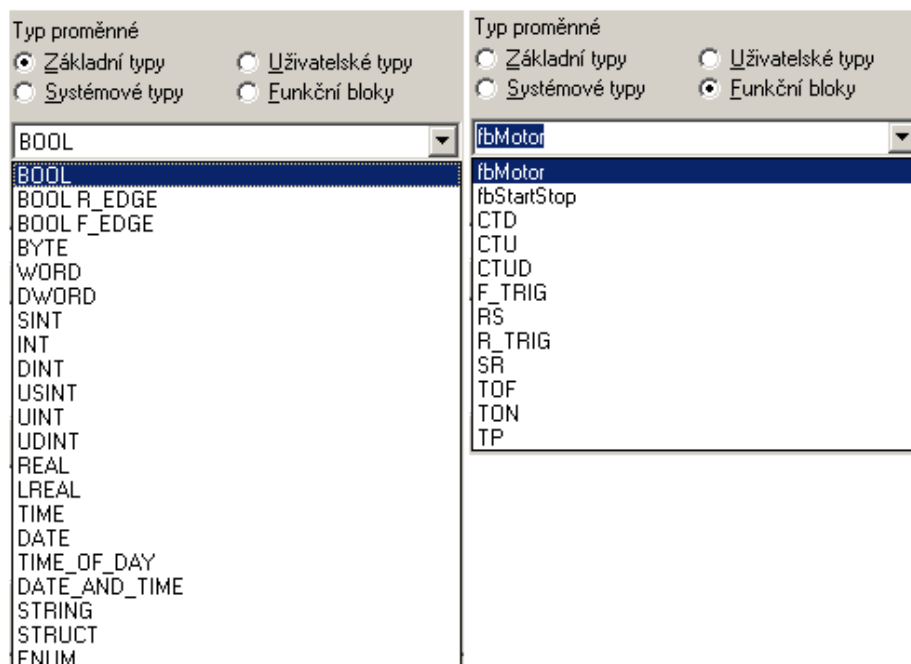 Typ proměnné
Základní typy
Uživatelské typy
Systémové typy
Funkční bloky
BOOL
BOOL
BOOL R_EDGE
BOOL F_EDGE
BYTE
WORD
DWORD
SINT
INT
DINT
USINT
UINT
UDINT
REAL
LREAL
TIME
DATE
TIME_OF_DAY
DATE_AND_TIME
STRING
STRUCT
ENUM
Typ proměnné
Základní typy
Uživatelské typy
Systémové typy
Funkční bloky
fbMotor
fbMotor
fbStartStop
CTD
CTU
CTUD
F_TRIG
RS
R_TRIG
SR
TOF
TON
TP